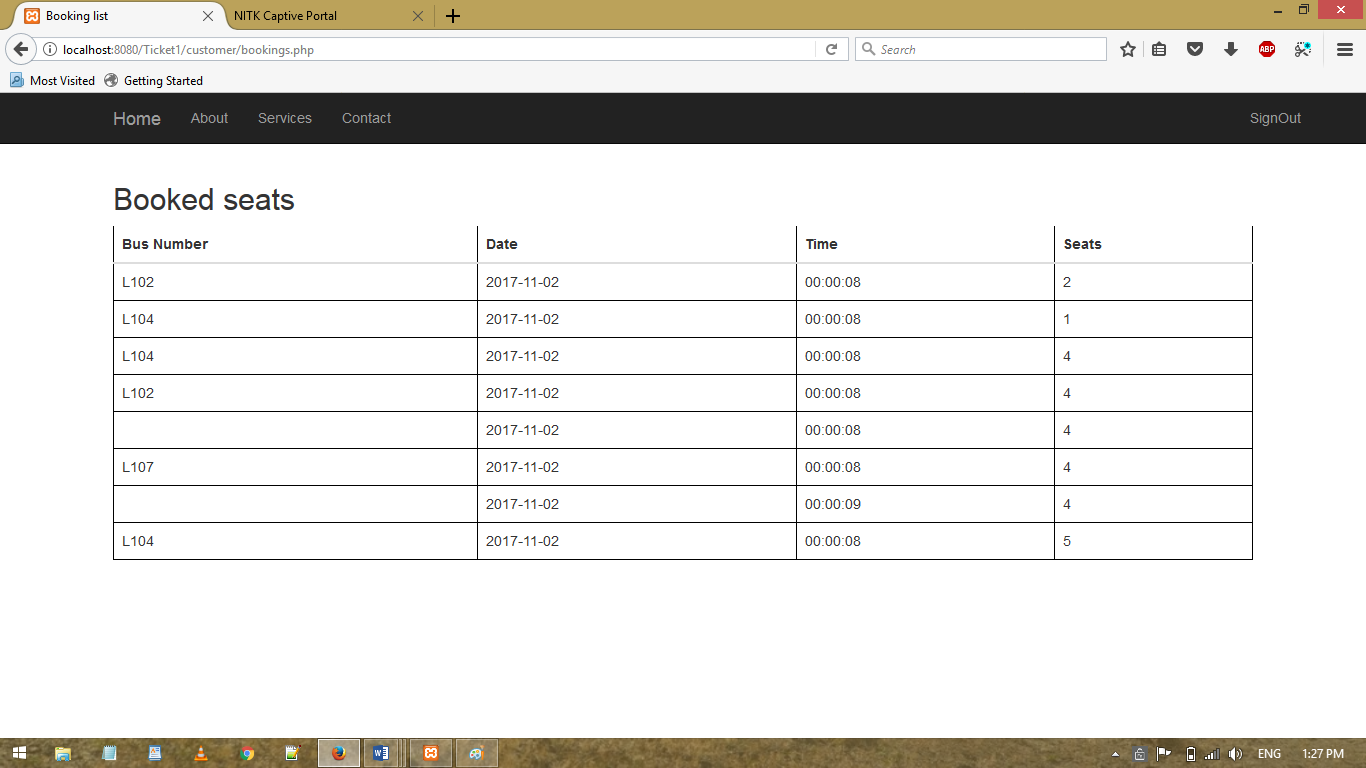 Booking list
NITK Captive Portal
localhost:8080/Ticket1/customer/bookings.php
Search
ABP
Most Visited
Getting Started
Home
About
Services
Contact
SignOut
Booked seats
Bus Number Date Time Seats
L102 2017-11-02 00:00:08 2
L104 2017-11-02 00:00:08 1
L104 2017-11-02 00:00:08 4
L102 2017-11-02 00:00:08 4
2017-11-02 00:00:08 4
L107 2017-11-02 00:00:08 4
2017-11-02 00:00:09 4
L104 2017-11-02 00:00:08 5
ENG
1:27 PM